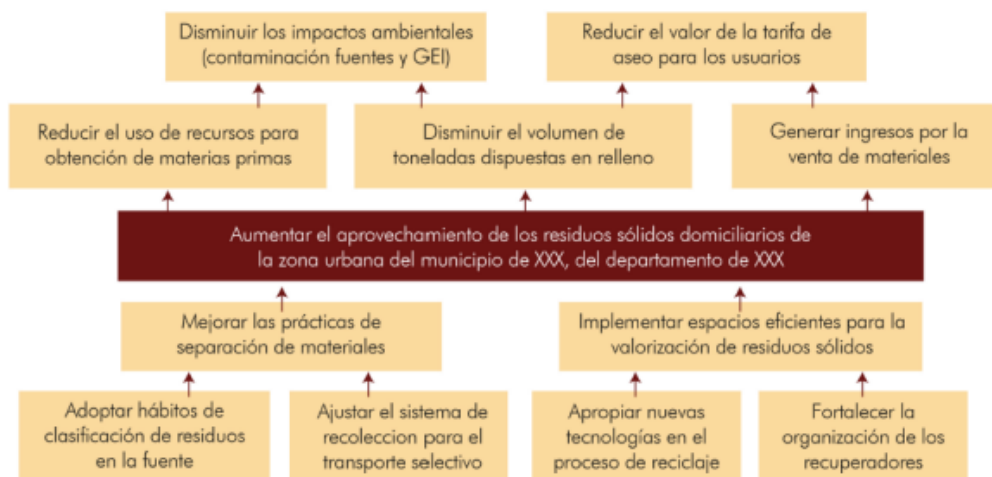 Disminuir los impactos ambientales
(contaminación fuentes y GEI)
Reducir el valor de la tarifa de
aseo para los usuarios
Reducir el uso de recursos para
obtención de materias primas
Disminuir el volumen de
toneladas dispuestas en relleno
Generar ingresos por la
venta de materiales
Aumentar el aprovechamiento de los residuos sólidos domiciliarios de
la zona urbana del municipio de XXX, del departamento de XXX
Mejorar las prácticas de
separación de materiales
Implementar espacios eficientes para la
valorización de residuos sólidos
Adoptar hábitos de
clasificación de residuos
en la fuente
Ajustar el sistema de
recoleccion para el
transporte selectivo
Apropiar nuevas
tecnologías en el
proceso de reciclaje
Fortalecer la
organización de los
recuperadores